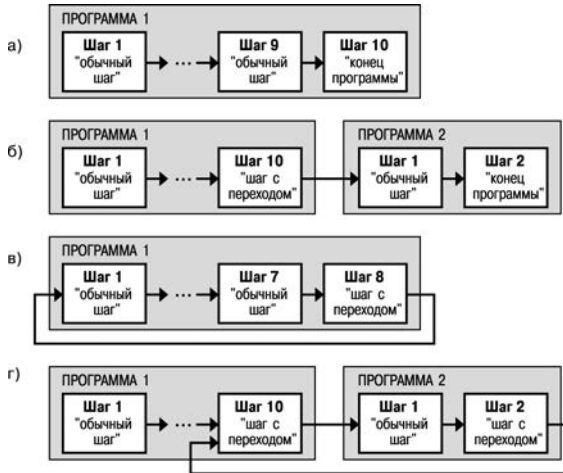 ПРОГРАММА 1
а)
Шаг 1
"обычный
шаг"
...
Шаг 9
"обычный
шаг"
Шаг 10
"конец
программы"
б)
ПРОГРАММА 1
Шаг 1
"обычный
шаг"
...
Шаг 10
"шаг с
переходом"
ПРОГРАММА 2
Шаг 1
"обычный
шаг"
Шаг 2
"конец
программы"
в)
ПРОГРАММА 1
Шаг 1
"обычный
шаг"
...
Шаг 7
"обычный
шаг"
Шаг 8
"шаг с
переходом"
г)
ПРОГРАММА 1
Шаг 1
"обычный
шаг"
...
Шаг 10
"шаг с
переходом"
ПРОГРАММА 2
Шаг 1
"обычный
шаг"
Шаг 2
"шаг с
переходом"